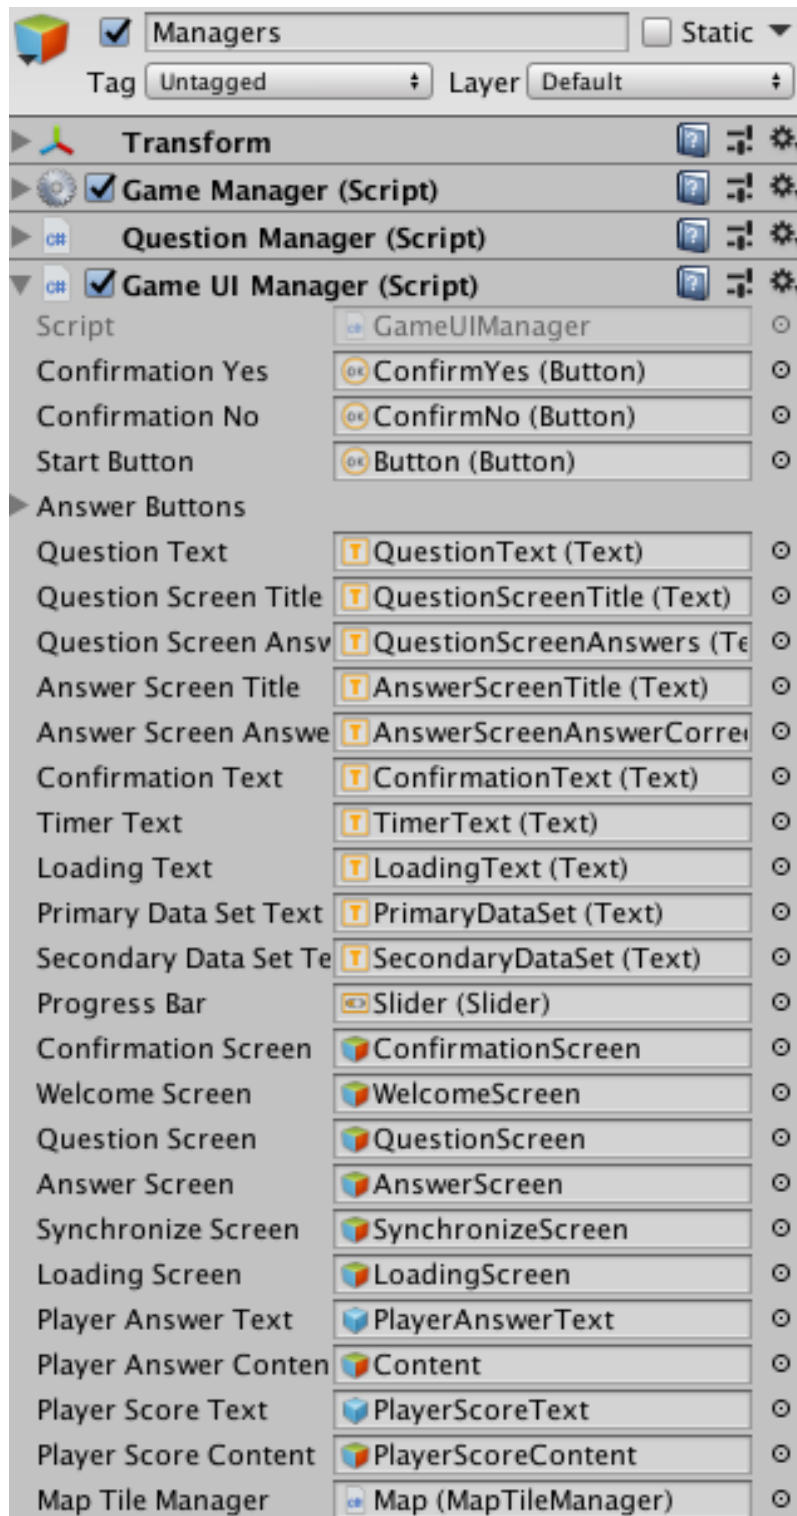 Managers Static
Tag Untagged Layer Default
Transform
Game Manager (Script)
c# Question Manager (Script)
c# Game UI Manager (Script)
Script GameUIManager
Confirmation Yes OK ConfirmYes (Button)
Confirmation No OK ConfirmNo (Button)
Start Button OK Button (Button)
Answer Buttons
Question Text T QuestionText (Text)
Question Screen Title T QuestionScreenTitle (Text)
Question Screen Answ T QuestionScreenAnswers (Te
Answer Screen Title T AnswerScreenTitle (Text)
Answer Screen Answe T AnswerScreenAnswerCorre
Confirmation Text T ConfirmationText (Text)
Timer Text T TimerText (Text)
Loading Text T LoadingText (Text)
Primary Data Set Text T PrimaryDataSet (Text)
Secondary Data Set Te T SecondaryDataSet (Text)
Progress Bar Slider (Slider)
Confirmation Screen ConfirmationScreen
Welcome Screen WelcomeScreen
Question Screen QuestionScreen
Answer Screen AnswerScreen
Synchronize Screen SynchronizeScreen
Loading Screen LoadingScreen
Player Answer Text PlayerAnswerText
Player Answer Conten Content
Player Score Text PlayerScoreText
Player Score Content PlayerScoreContent
Map Tile Manager Map (MapTileManager)